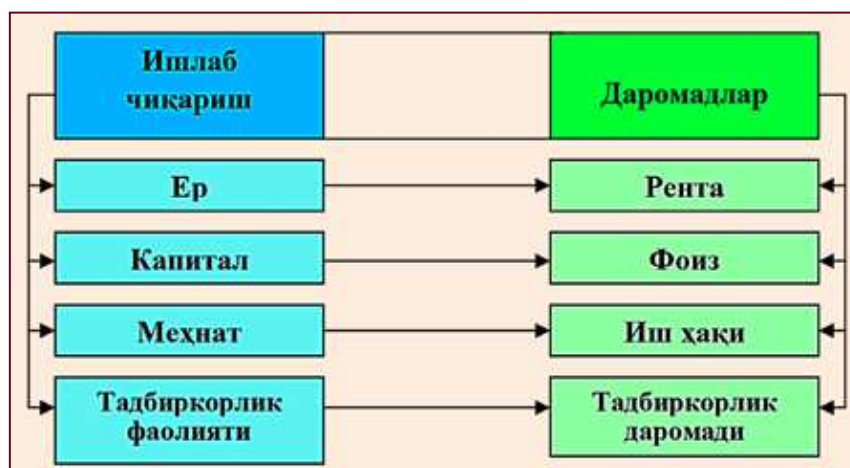 Ишлаб
чиқариш
Даромадлар
Ер
Рента
Капитал
Фоиз
Меҳнат
Иш ҳақи
Тадбиркорлик
фаолияти
Тадбиркорлик
даромади